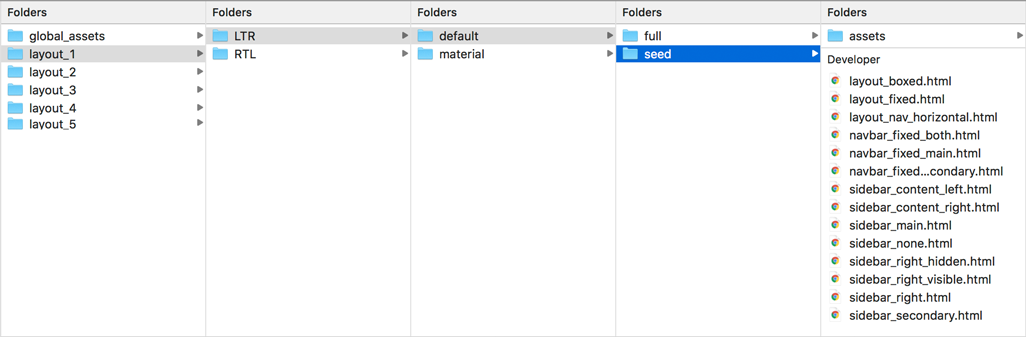 Folders
global_assets
layout_1
layout_2
layout_3
layout_4
layout_5
Folders
LTR
RTL
Folders
default
material
Folders
full
seed
Folders
assets
Developer
layout_boxed.html
layout_fixed.html
layout_nav_horizontal.html
navbar_fixed_both.html
navbar_fixed_main.html
navbar_fixed...condary.html
sidebar_content_left.html
sidebar_content_right.html
sidebar_main.html
sidebar_none.html
sidebar_right_hidden.html
sidebar_right_visible.html
sidebar_right.html
sidebar_secondary.html